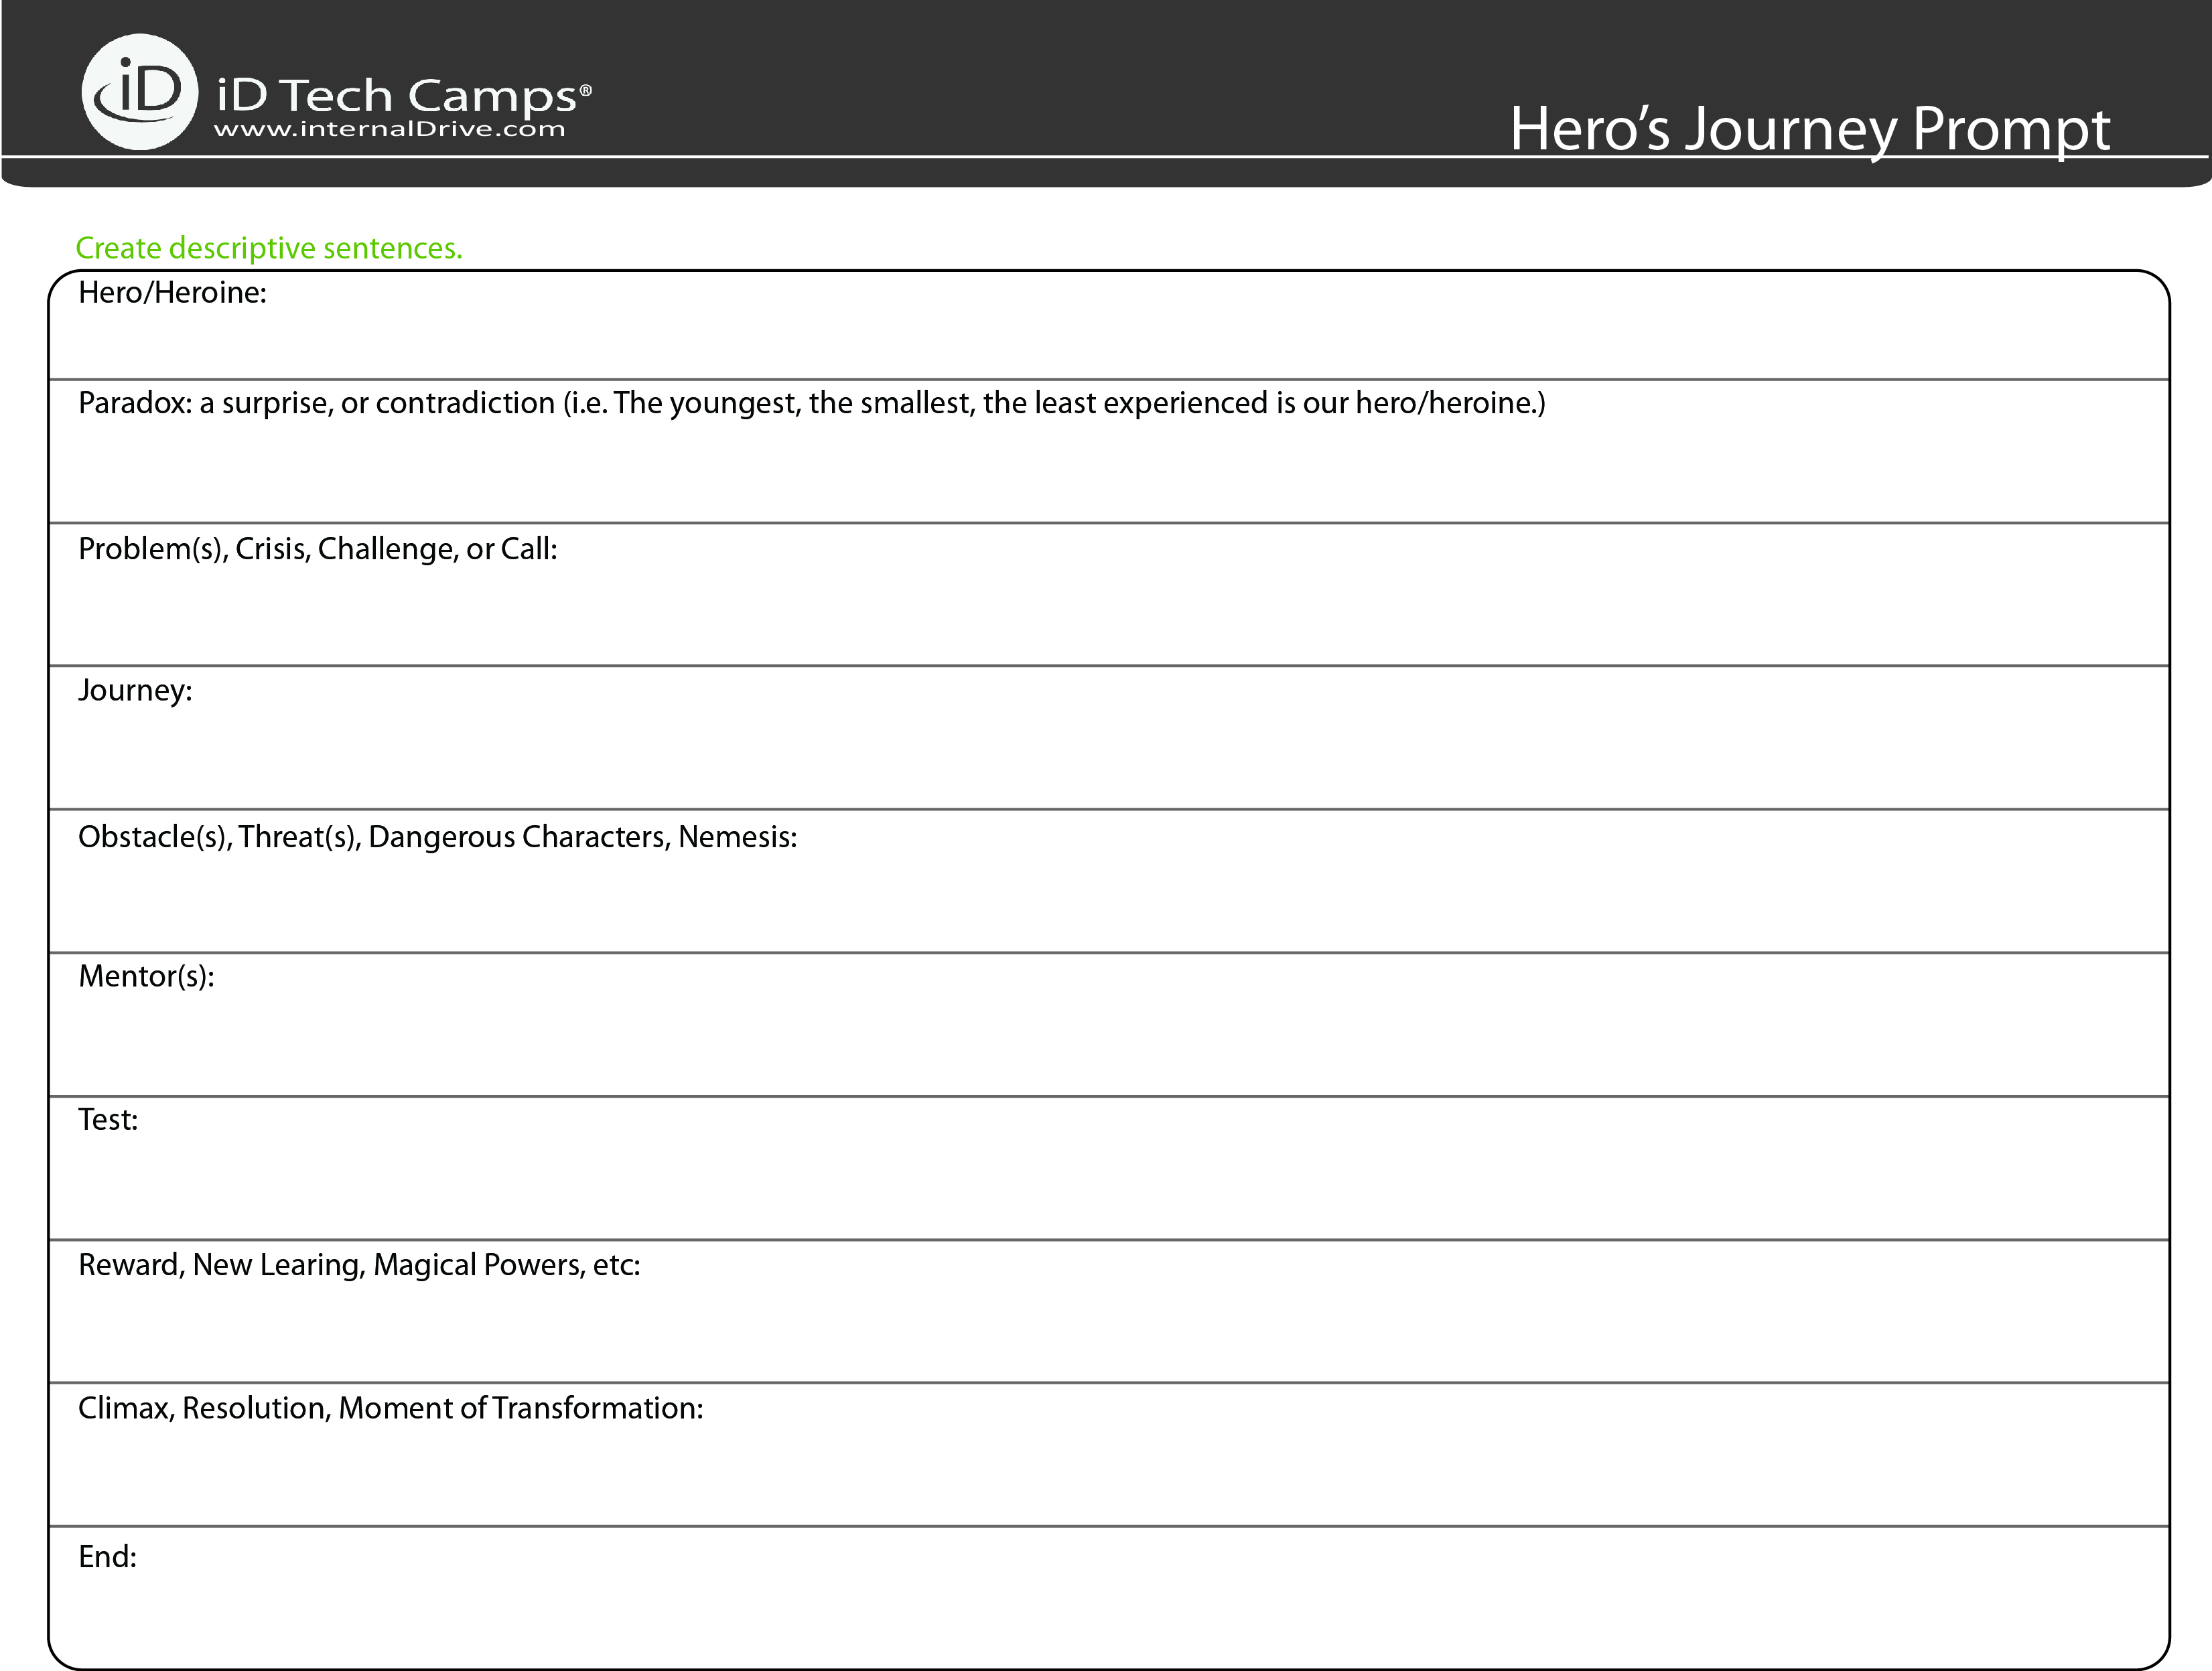 iD
iD Tech Camps®
www.internalDrive.com
Hero’s Journey Prompt
Create descriptive sentences.
Hero/Heroine:
Paradox: a surprise, or contradiction (i.e. The youngest, the smallest, the least experienced is our hero/heroine.)
Problem(s), Crisis, Challenge, or Call:
Journey:
Obstacle(s), Threat(s), Dangerous Characters, Nemesis:
Mentor(s):
Test:
Reward, New Learing, Magical Powers, etc:
Climax, Resolution, Moment of Transformation:
End: